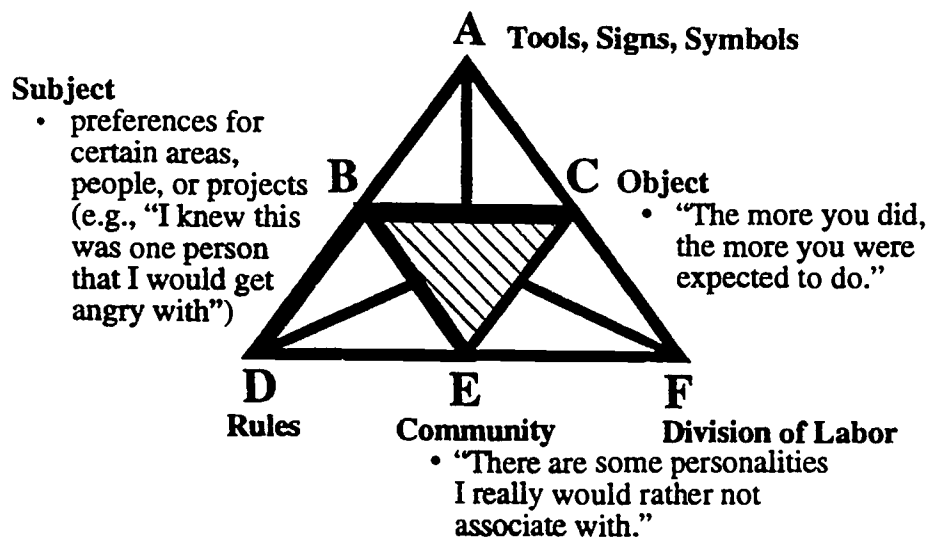 A Tools, Signs, Symbols
Subject
• preferences for
certain areas,
people, or projects
(e.g., “I knew this
was one person
that I would get
angry with”)
B
C Object
• “The more you did,
the more you were
expected to do.”
D
Rules
E
Community
• “There are some personalities
I really would rather not
associate with.”
F
Division of Labor